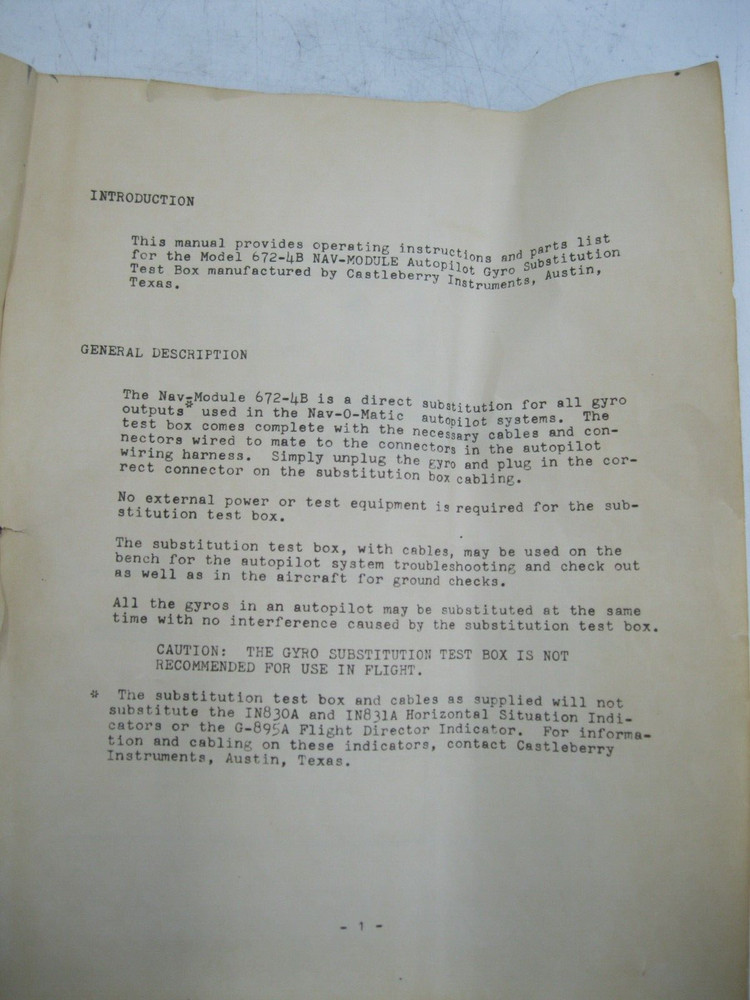 INTRODUCTION
This manual provides operating instructions and parts list
for the Model 672-4B NAV-MODULE Autopilot Gyro Substitution
Test Box manufactured by Castleberry Instruments, Austin,
Texas.
GENERAL DESCRIPTION
The Nav-Module 672-4B is a direct substitution for all gyro
outputs* used in the Nav-O-Matic autopilot systems. The
test box comes complete with the necessary cables and con-
nectors wired to mate to the connectors in the autopilot
wiring harness. Simply unplug the gyro and plug in the cor-
rect connector on the substitution box cabling.
No external power or test equipment is required for the sub-
stitution test box.
The substitution test box, with cables, may be used on the
bench for the autopilot system troubleshooting and check out
as well as in the aircraft for ground checks.
All the gyros in an autopilot may be substituted at the same
time with no interference caused by the substitution test box.
CAUTION: THE GYRO SUBSTITUTION TEST BOX IS NOT
RECOMMENDED FOR USE IN FLIGHT.
* The substitution test box and cables as supplied will not
substitute the IN830A and IN831A Horizontal Situation Indi-
cators or the G-895A Flight Director Indicator. For informa-
tion and cabling on these indicators, contact Castleberry
Instruments, Austin, Texas.
- 1 -